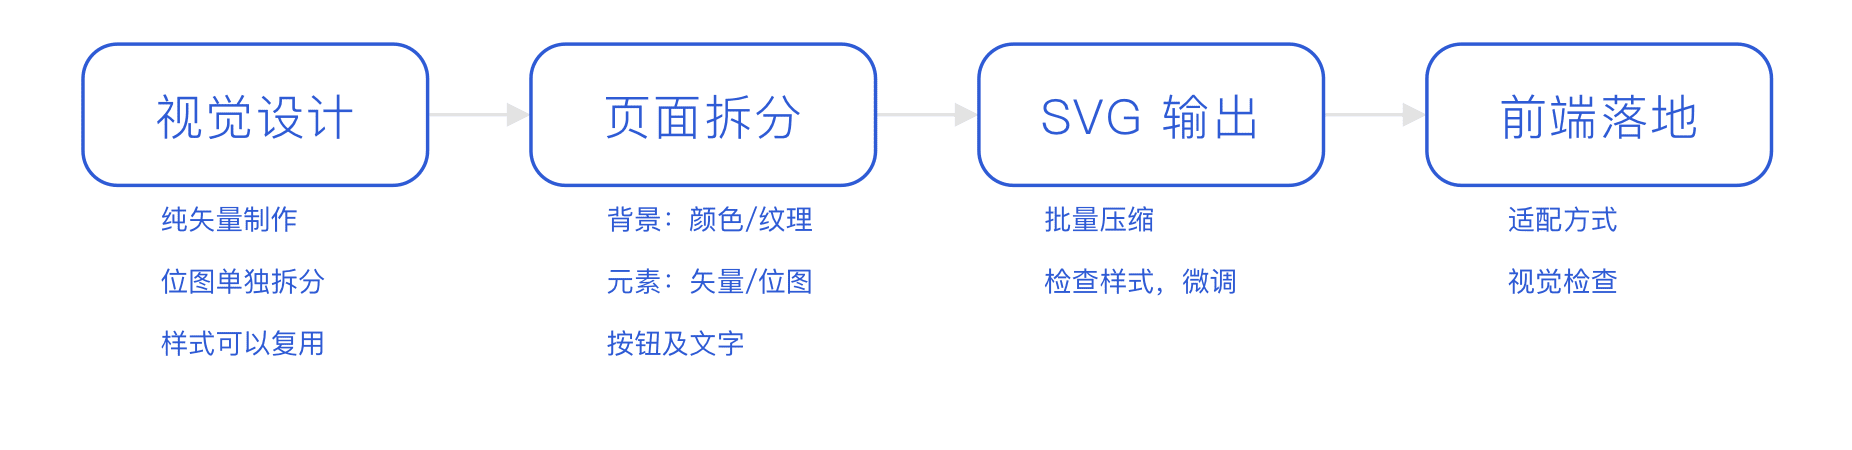 视觉设计
纯矢量制作
位图单独拆分
样式可以复用
页面拆分
背景：颜色/纹理
元素：矢量/位图
按钮及文字
SVG 输出
批量压缩
检查样式，微调
前端落地
适配方式
视觉检查